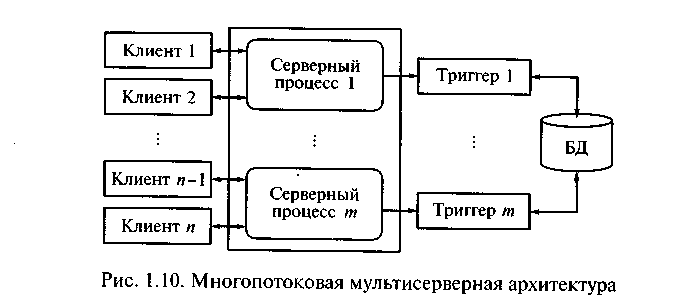 Клиент 1
Клиент 2
⋮
Клиент n-1
Клиент n
Серверный
процесс 1
⋮
Серверный
процесс m
Триггер 1
⋮
Триггер m
БД
Рис. 1.10. Многопотоковая мультисерверная архитектура